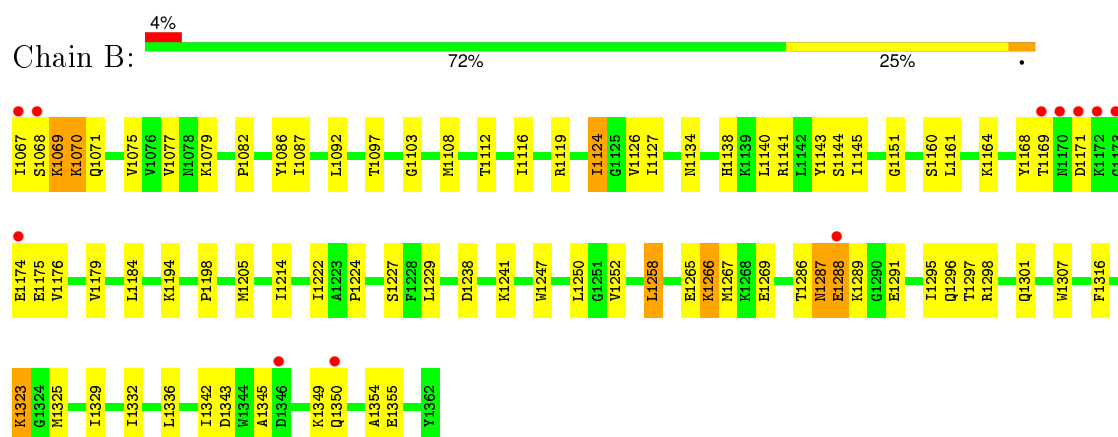 4%
Chain B:
72% 25% •
I1067 S1068 K1069 K1070 Q1071 V1075 V1076 V1077 N1078 K1079 P1082 Y1086 I1087 L1092 T1097 G1103 M1108 T1112 I1116 R1119 I1124 G1125 V1126 I1127 N1134 H1138 K1139 L1140 R1141 L1142 Y1143 S1144 I1145 G1151 S1160 L1161 K1164 Y1168 T1169 N1170 D1171 K1172 G1173
E1174 E1175 V1176 V1179 L1184 K1194 P1198 M1205 I1214 I1222 A1223 P1224 S1227 F1228 L1229 D1238 K1241 W1247 L1250 G1251 V1252 L1258 E1265 K1266 M1267 K1268 E1269 T1286 N1287 E1288 K1289 G1290 E1291 I1295 Q1296 T1297 R1298 Q1301 W1307 F1316
K1323 G1324 M1325 I1329 I1332 L1336 I1342 D1343 W1344 A1345 D1346 K1349 Q1350 A1354 E1355 Y1362